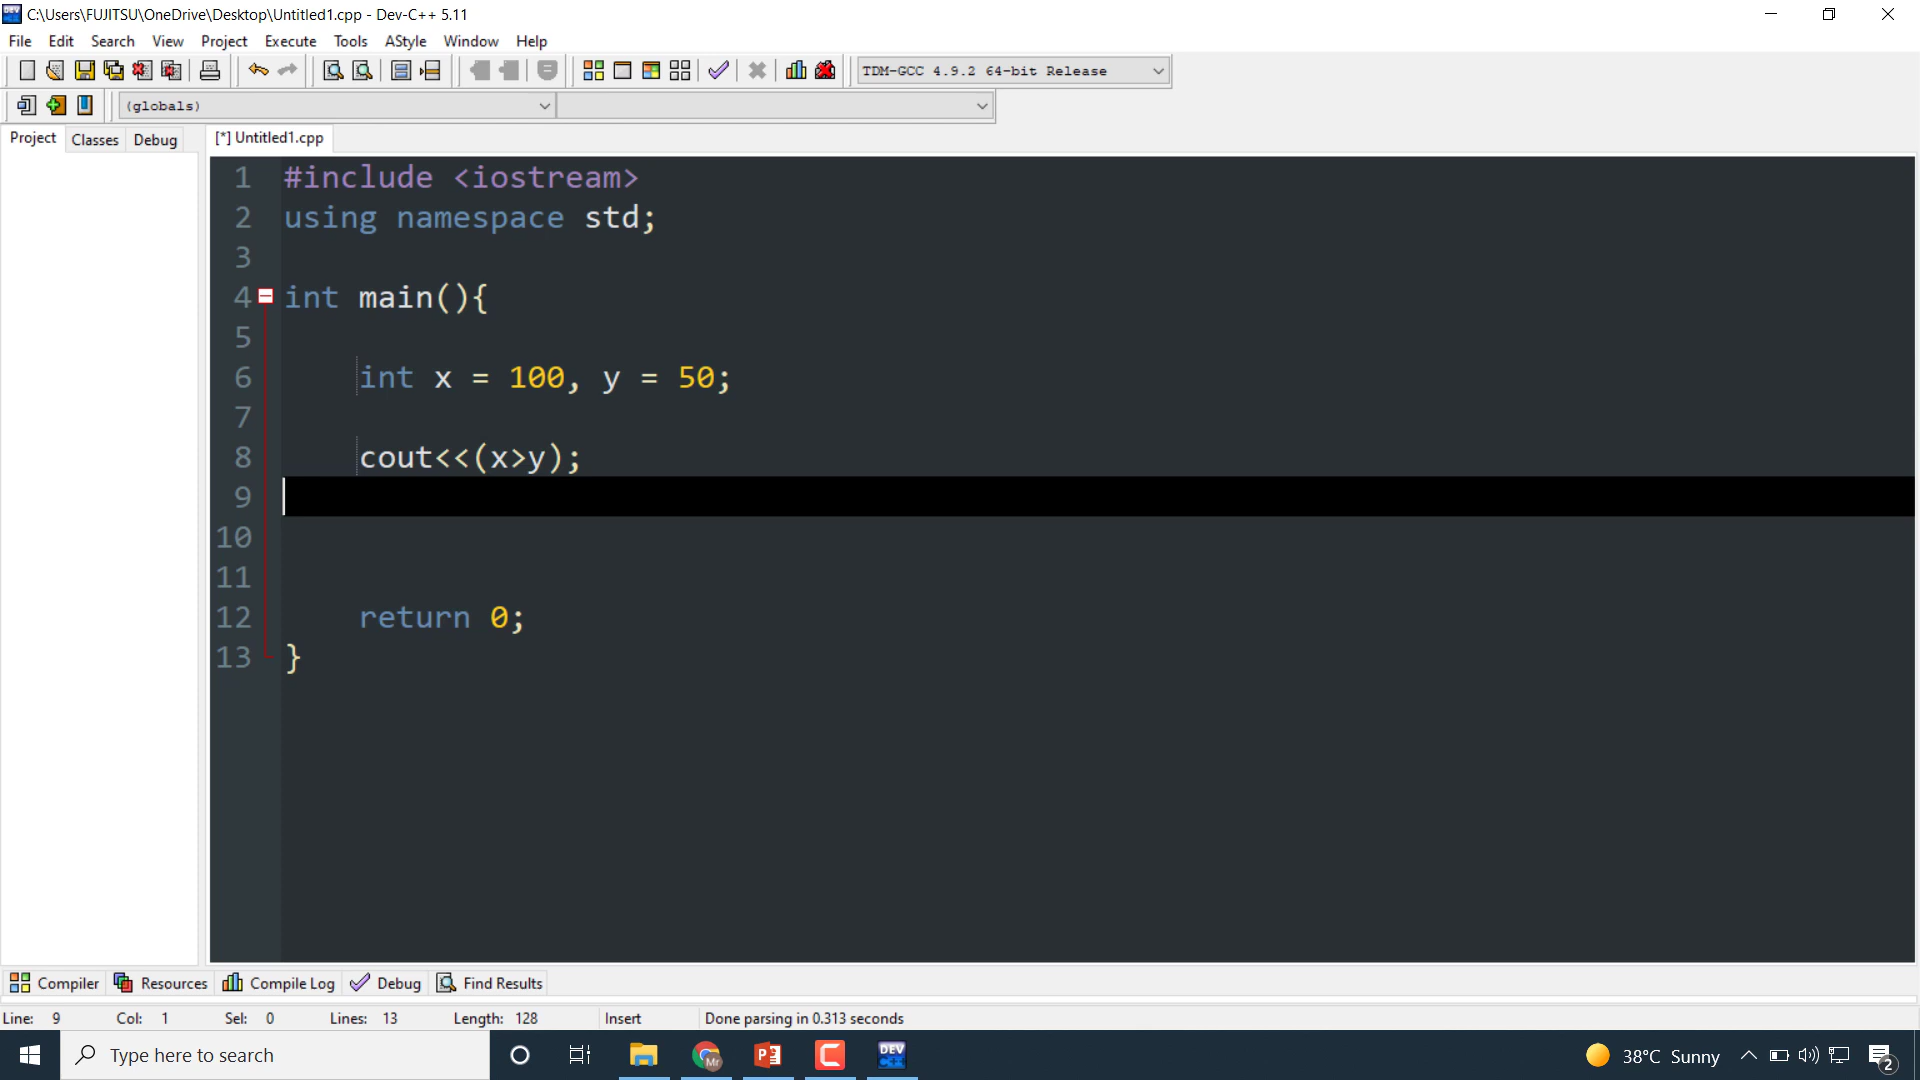 C:\Users\FUJITSU\OneDrive\Desktop\Untitled1.cpp - Dev-C++ 5.11
File Edit Search View Project Execute Tools AStyle Window Help
TDM-GCC 4.9.2 64-bit Release
(globals)
Project Classes Debug [*] Untitled1.cpp
1 #include <iostream>
2 using namespace std;
3
4 int main(){
5
6 int x = 100, y = 50;
7
8 cout<<(x>y);
9
10
11
12 return 0;
13 }
Compiler Resources Compile Log Debug Find Results
Line: 9 Col: 1 Sel: 0 Lines: 13 Length: 128 Insert Done parsing in 0.313 seconds
Type here to search Mr DEV C++ 38°C Sunny 2